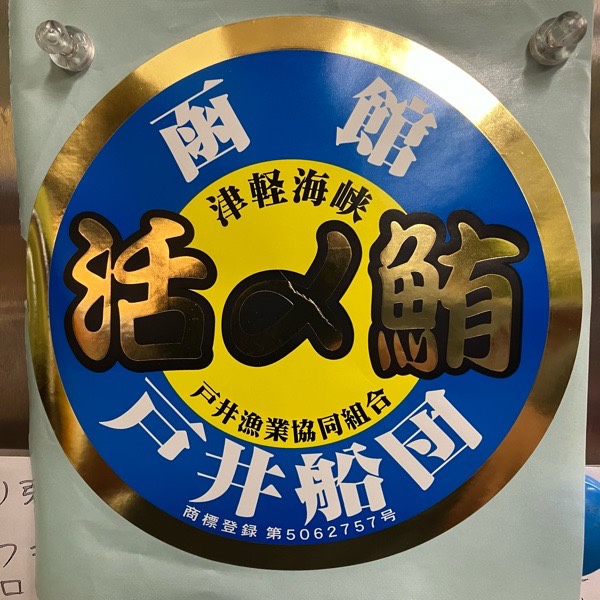 函館
津軽海峡
活〆鮪
戸井漁業協同組合
戸井船団
商標登録 第5062757号